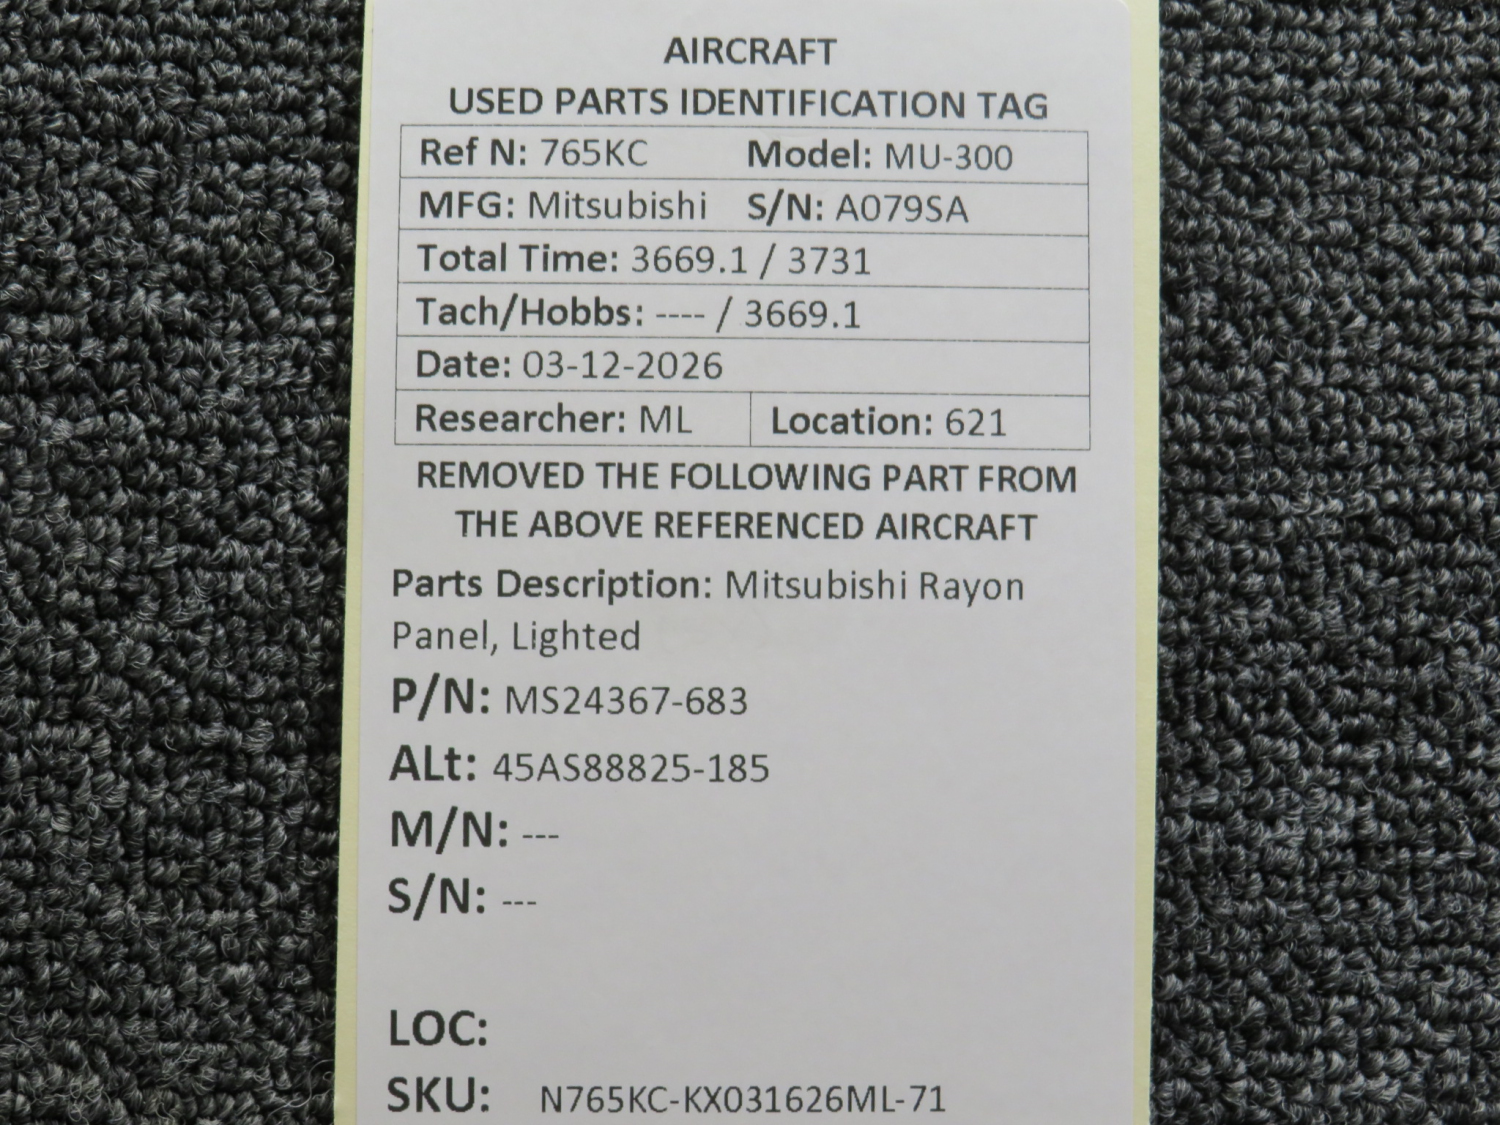 AIRCRAFT
USED PARTS IDENTIFICATION TAG
Ref N: 765KC Model: MU-300
MFG: Mitsubishi S/N: A079SA
Total Time: 3669.1 / 3731
Tach/Hobbs: ---- / 3669.1
Date: 03-12-2026
Researcher: ML Location: 621
REMOVED THE FOLLOWING PART FROM
THE ABOVE REFERENCED AIRCRAFT
Parts Description: Mitsubishi Rayon
Panel, Lighted
P/N: MS24367-683
ALt: 45AS88825-185
M/N: ---
S/N: ---
LOC:
SKU: N765KC-KX031626ML-71